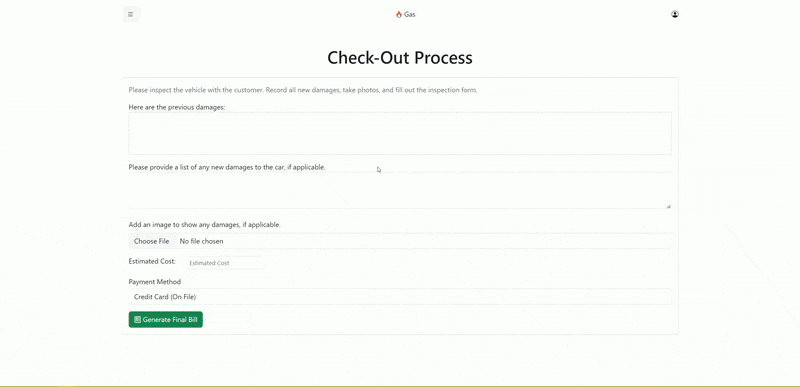 Gas
Check-Out Process
Please inspect the vehicle with the customer. Record all new damages, take photos, and fill out the inspection form.
Here are the previous damages:
Please provide a list of any new damages to the car, if applicable.
Add an image to show any damages, if applicable.
Choose File No file chosen
Estimated Cost: Estimated Cost
Payment Method
Credit Card (On File)
Generate Final Bill